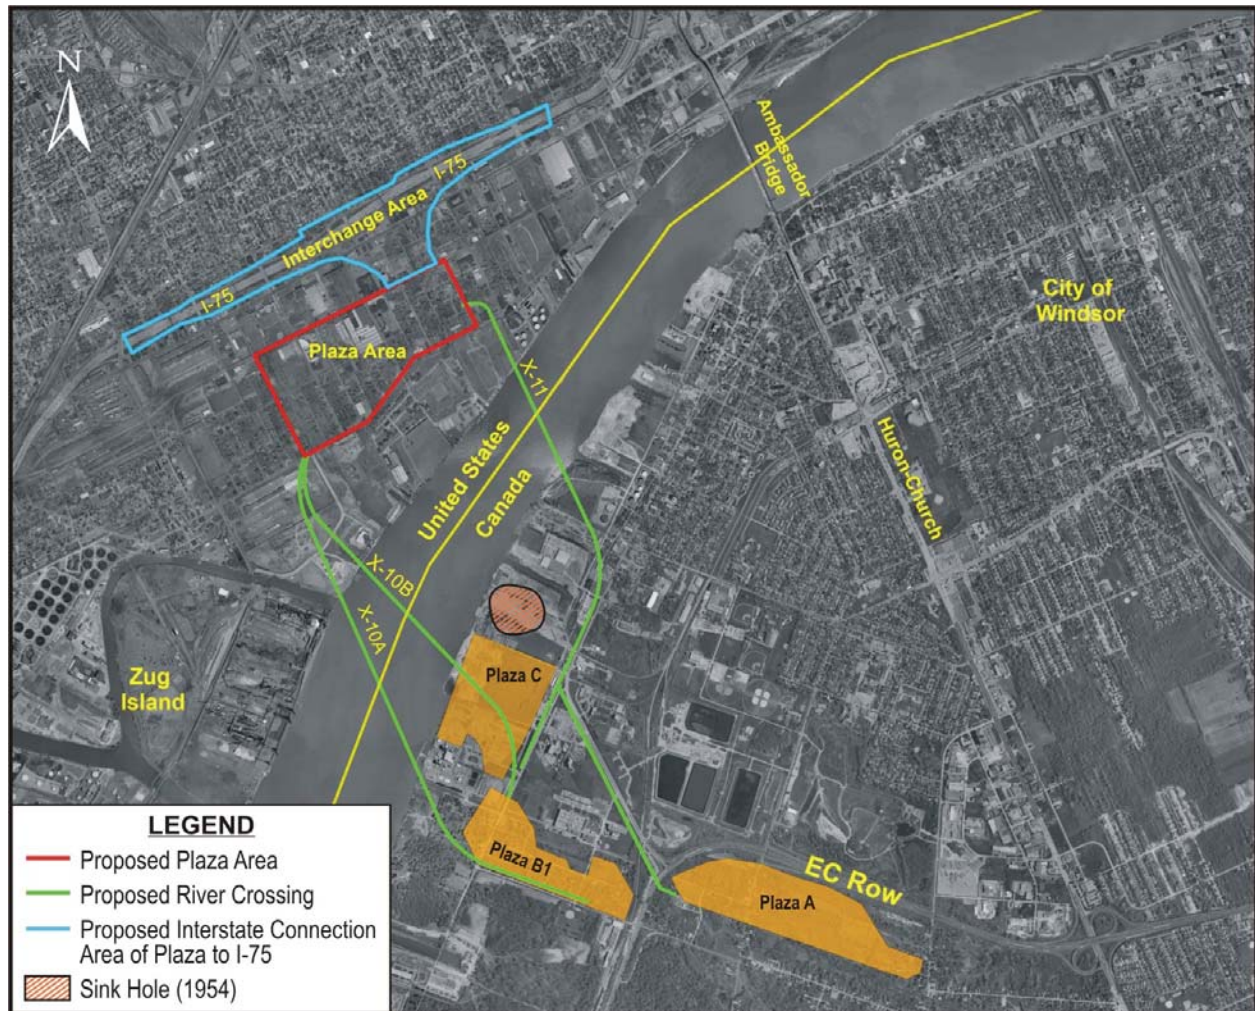 N
Ambassador
Bridge
I-75
Interchange Area
I-75
City of
Windsor
Plaza Area
X-11
United States
Canada
Huron-Church
X-10B
X-10A
Zug
Island
Plaza C
Plaza B1
EC Row
Plaza A
LEGEND
Proposed Plaza Area
Proposed River Crossing
Proposed Interstate Connection
Area of Plaza to I-75
Sink Hole (1954)